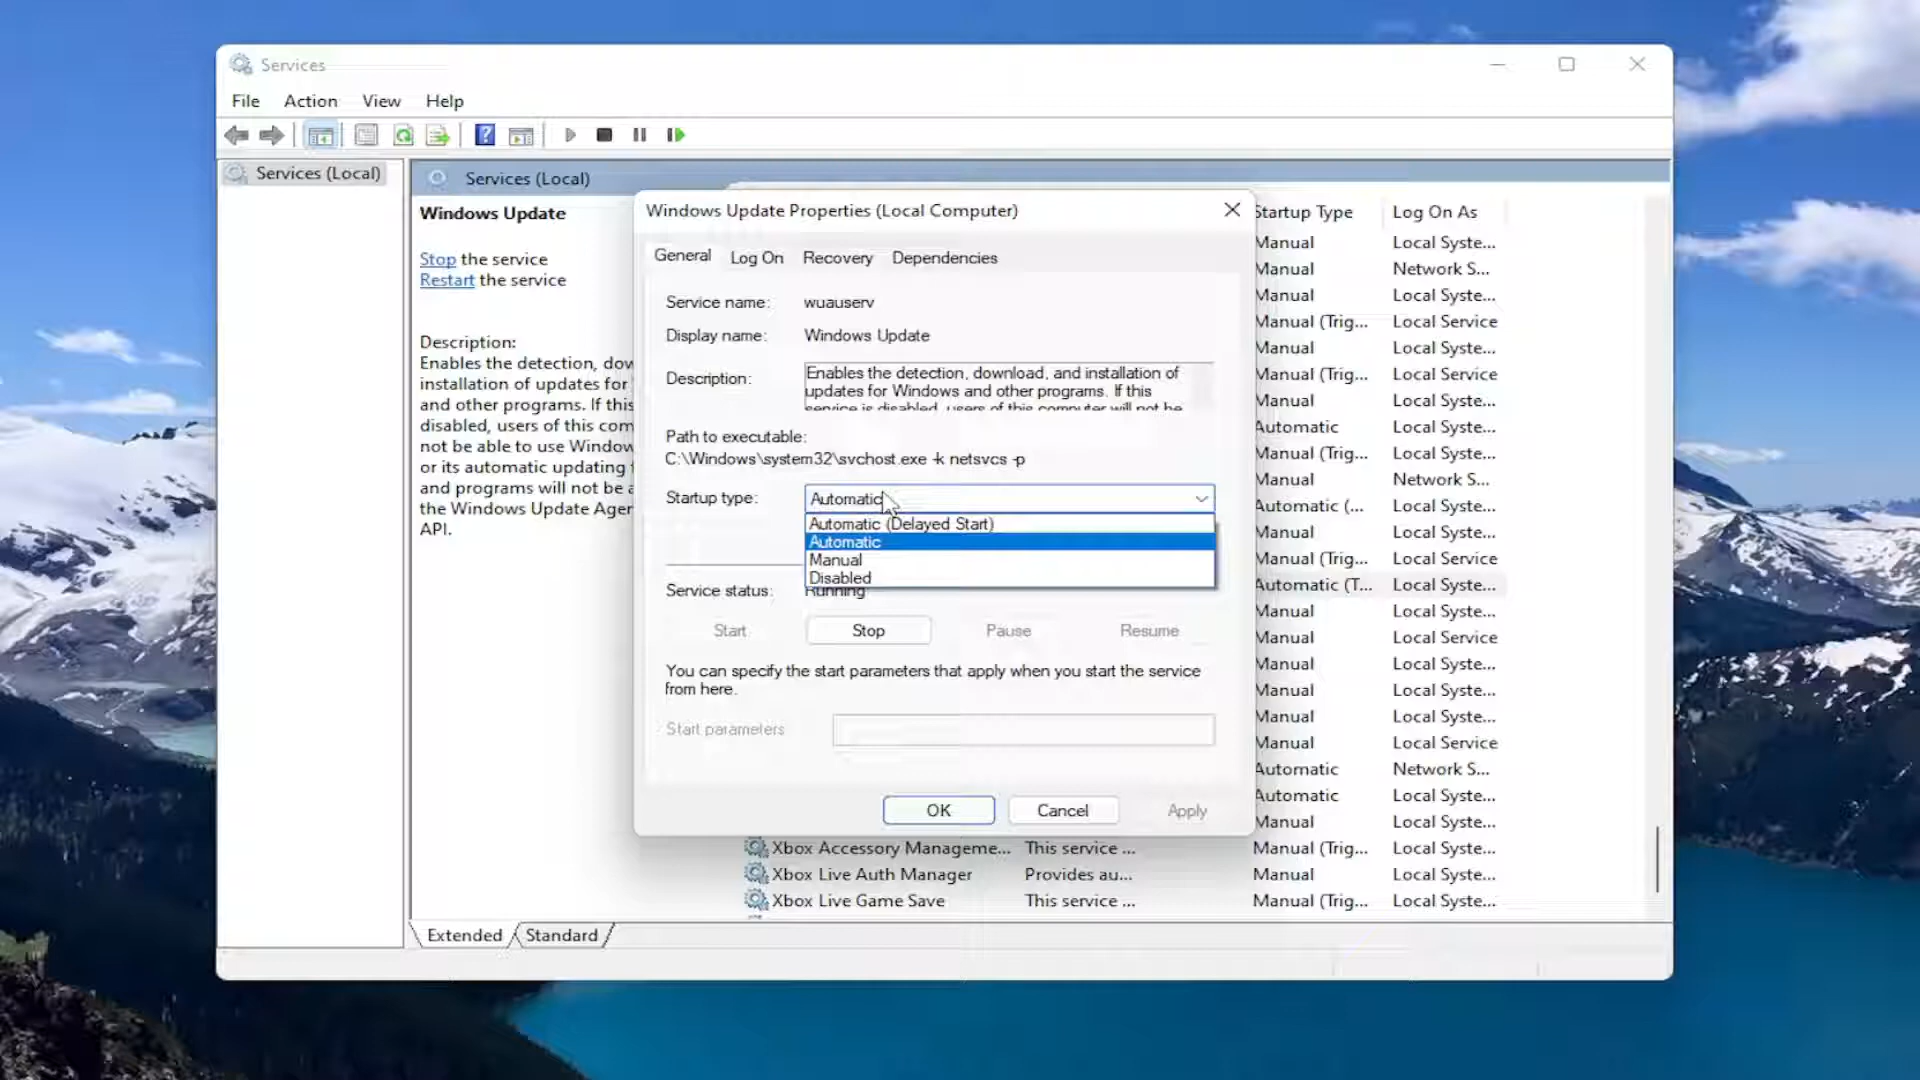 Services
File Action View Help
Services (Local)
Services (Local)
Windows Update
Stop the service
Restart the service
Description:
Enables the detection, dow
installation of updates for
and other programs. If this
disabled, users of this com
not be able to use Window
or its automatic updating
and programs will not be a
the Windows Update Ager
API.
Windows Update Properties (Local Computer)
General Log On Recovery Dependencies
Service name: wuauserv
Display name: Windows Update
Description: Enables the detection, download, and installation of
updates for Windows and other programs. If this
service is disabled, users of this computer will not be
Path to executable:
C:\Windows\system32\svchost.exe -k netsvcs -p
Startup type: Automatic
Automatic (Delayed Start)
Automatic
Manual
Disabled
Service status: Running
Start Stop Pause Resume
You can specify the start parameters that apply when you start the service
from here.
Start parameters
OK Cancel Apply
Startup Type Log On As
Manual Local Syste...
Manual Network S...
Manual Local Syste...
Manual (Trig... Local Service
Manual Local Syste...
Manual (Trig... Local Service
Manual Local Syste...
Automatic Local Syste...
Manual (Trig... Local Syste...
Manual Network S...
Automatic (... Local Syste...
Manual Local Syste...
Manual (Trig... Local Service
Automatic (T... Local Syste...
Manual Local Syste...
Manual Local Service
Manual Local Syste...
Manual Local Syste...
Manual Local Syste...
Manual Local Service
Automatic Network S...
Automatic Local Syste...
Manual Local Syste...
Xbox Accessory Manageme... This service ... Manual (Trig... Local Syste...
Xbox Live Auth Manager Provides au... Manual Local Syste...
Xbox Live Game Save This service ... Manual (Trig... Local Syste...
Extended Standard